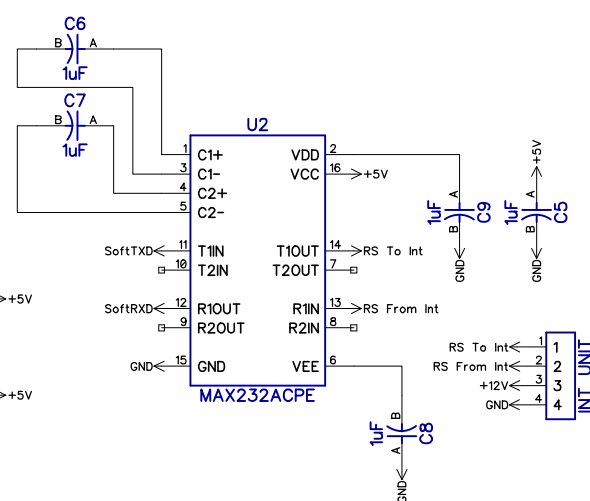 C6
B A
1uF
C7
B A
1uF
U2
1 C1+ VDD 2
3 C1- VCC 16 +5V
4 C2+
5 C2-
SoftTXD 11 T1IN T1OUT 14 RS To Int
10 T2IN T2OUT 7
SoftRXD 12 R1OUT R1IN 13 RS From Int
9 R2OUT R2IN 8
GND 15 GND VEE 6
MAX232ACPE
+5V
+5V
A
1uF C9
B
GND
+5V
A
1uF C5
B
GND
B
1uF C8
A
GND
RS To Int 1 1
RS From Int 2 2
+12V 3 3
GND 4 4
INT UNIT